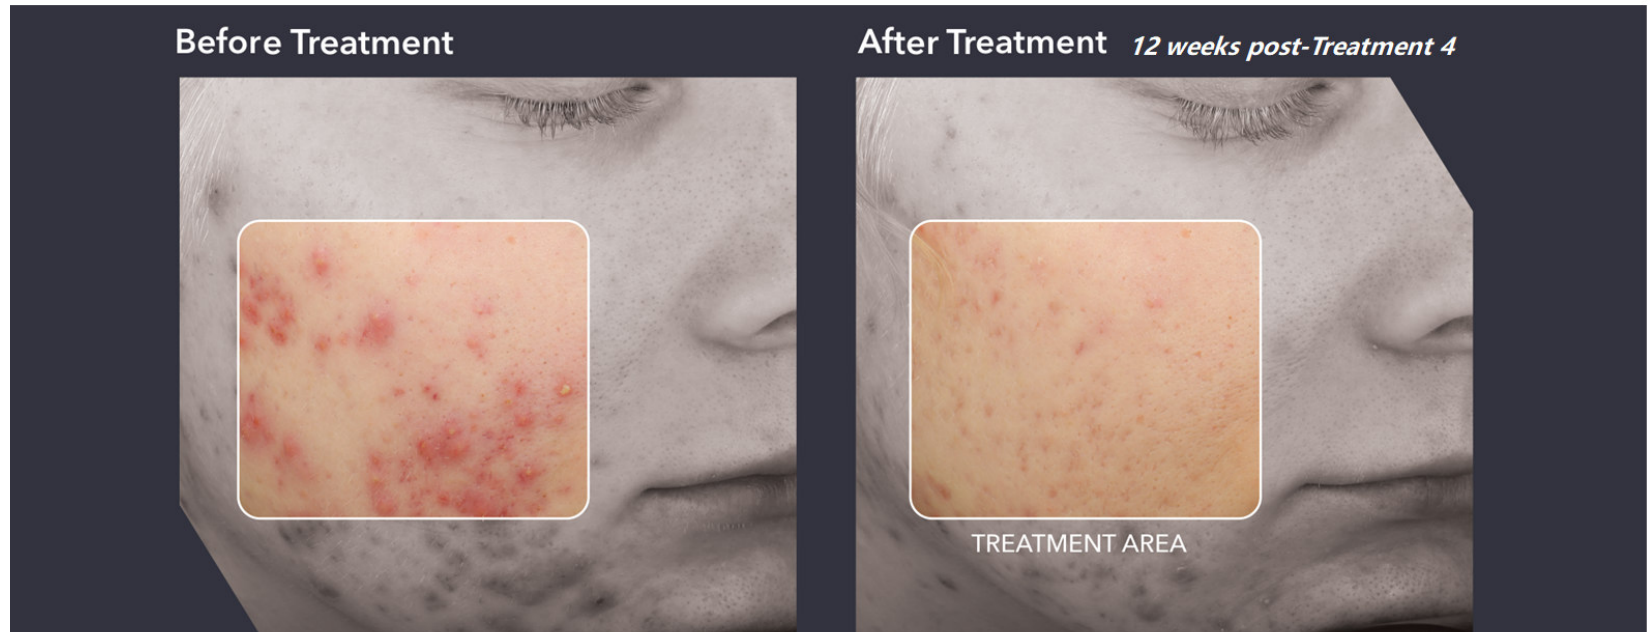 Before Treatment
After Treatment 12 weeks post-Treatment 4
TREATMENT AREA